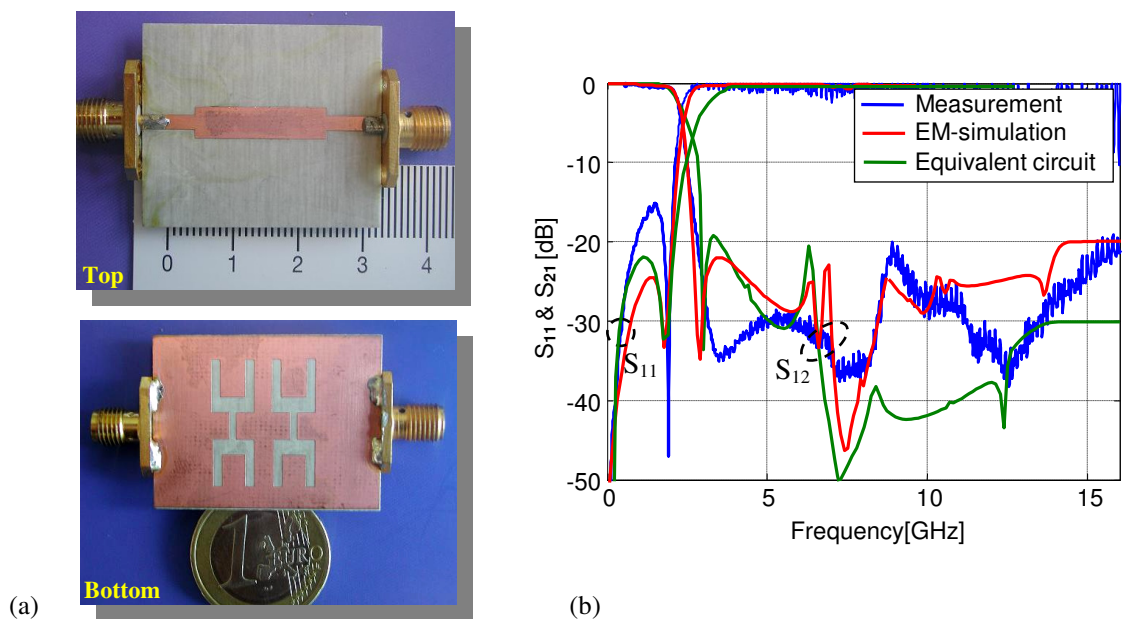 0 1 2 3 4
Top
1 EURO
Bottom
(a)
0
-10
-20
-30
-40
-50
S11 & S21 [dB]
Measurement
EM-simulation
Equivalent circuit
S11
S12
0 5 10 15
Frequency[GHz]
(b)